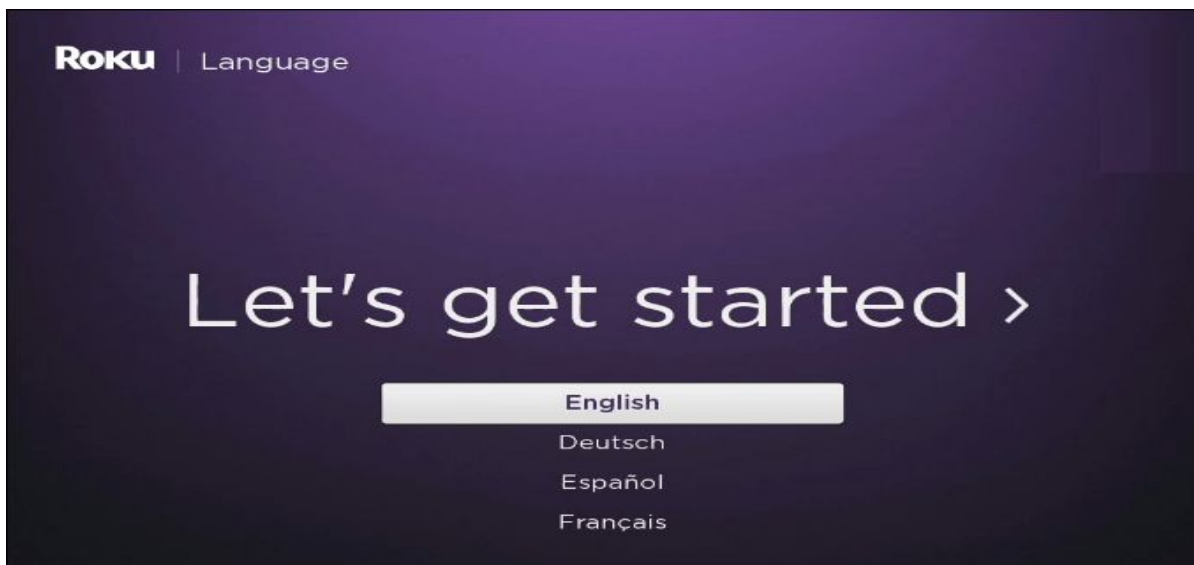 ROKU | Language
Let's get started >
English
Deutsch
Español
Français